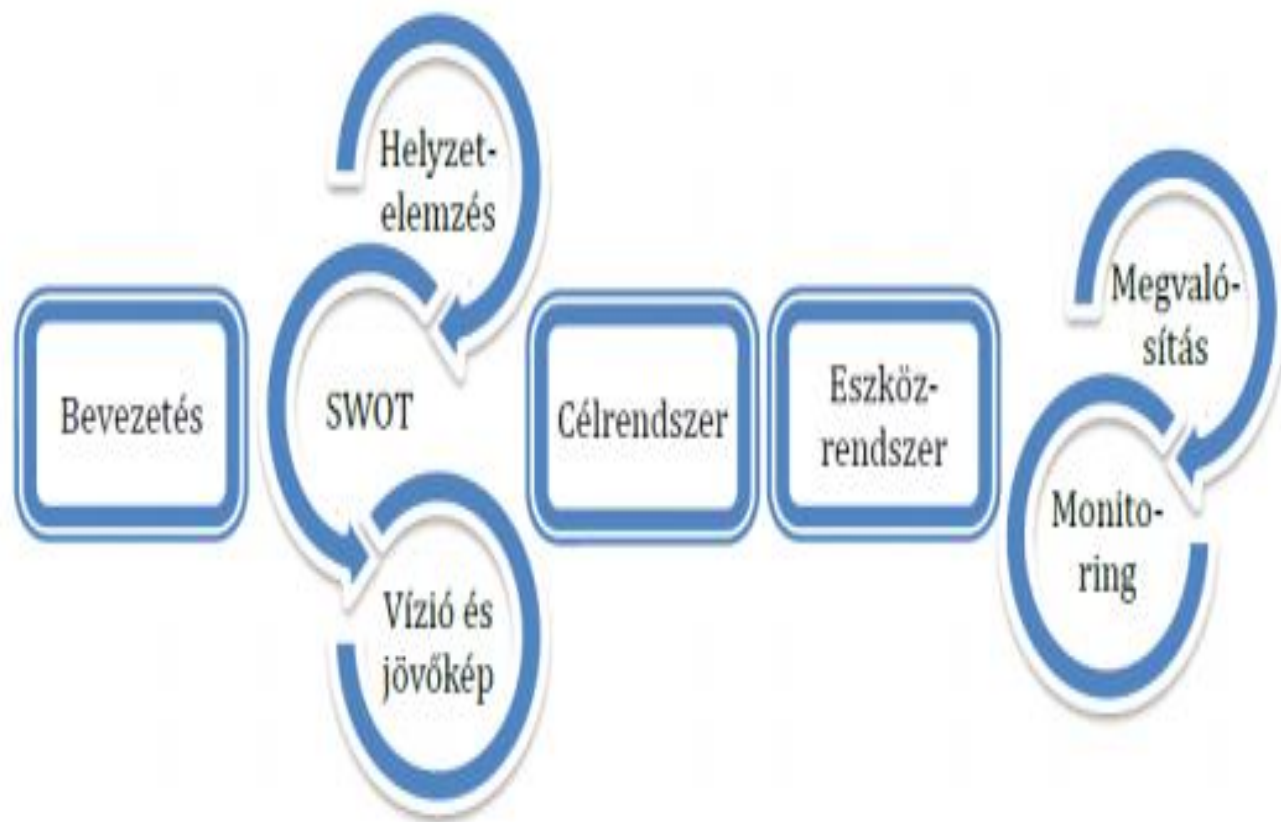 Bevezetés
Helyzet-
elemzés
SWOT
Vízió és
jövőkép
Célrendszer
Eszköz-
rendszer
Megvaló-
sítás
Monito-
ring